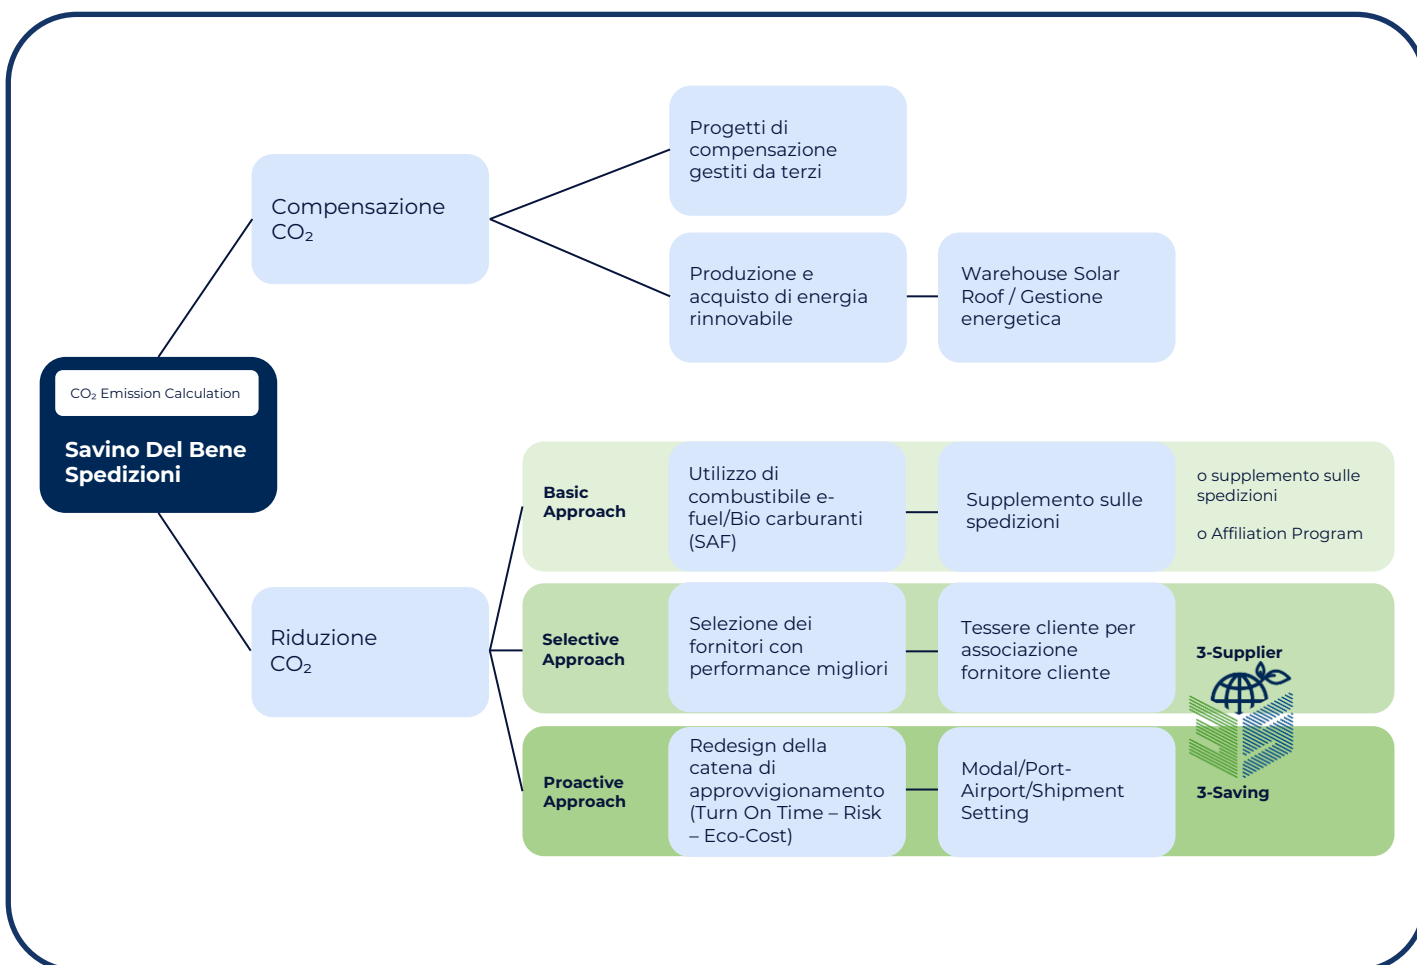 Progetti di
compensazione
gestiti da terzi
Compensazione
CO₂
Produzione e
acquisto di energia
rinnovabile
Warehouse Solar
Roof / Gestione
energetica
CO₂ Emission Calculation
Savino Del Bene
Spedizioni
Basic
Approach
Utilizzo di
combustibile e-
fuel/Bio carburanti
(SAF)
Supplemento sulle
spedizioni
o supplemento sulle
spedizioni
o Affiliation Program
Riduzione
CO₂
Selective
Approach
Selezione dei
fornitori con
performance migliori
Tessere cliente per
associazione
fornitore cliente
3-Supplier
Proactive
Approach
Redesign della
catena di
approvvigionamento
(Turn On Time – Risk
– Eco-Cost)
Modal/Port-
Airport/Shipment
Setting
3-Saving